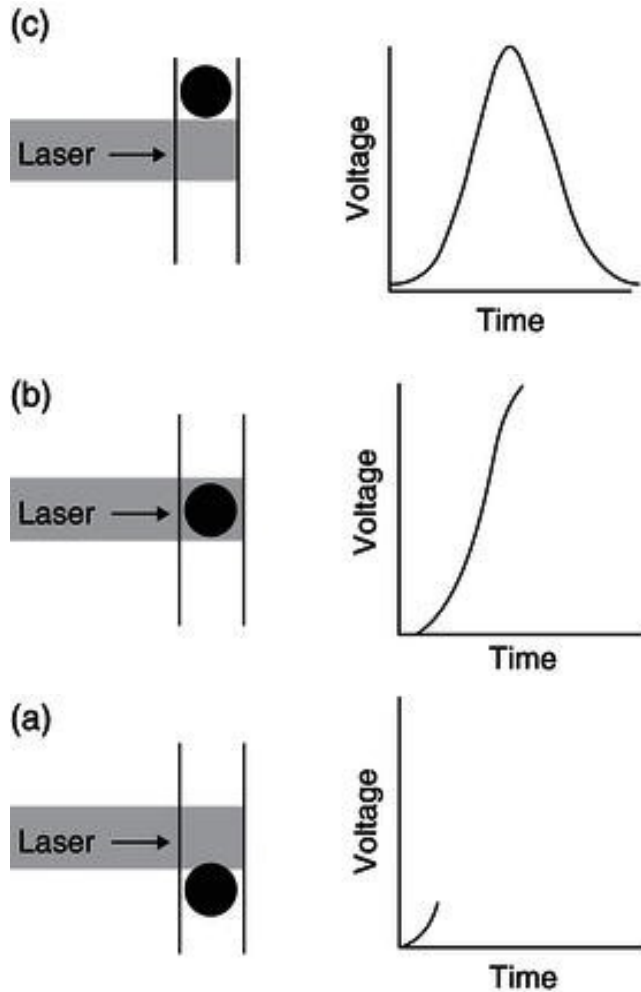 (c)
Laser
Voltage
Time
(b)
Laser
Voltage
Time
(a)
Laser
Voltage
Time